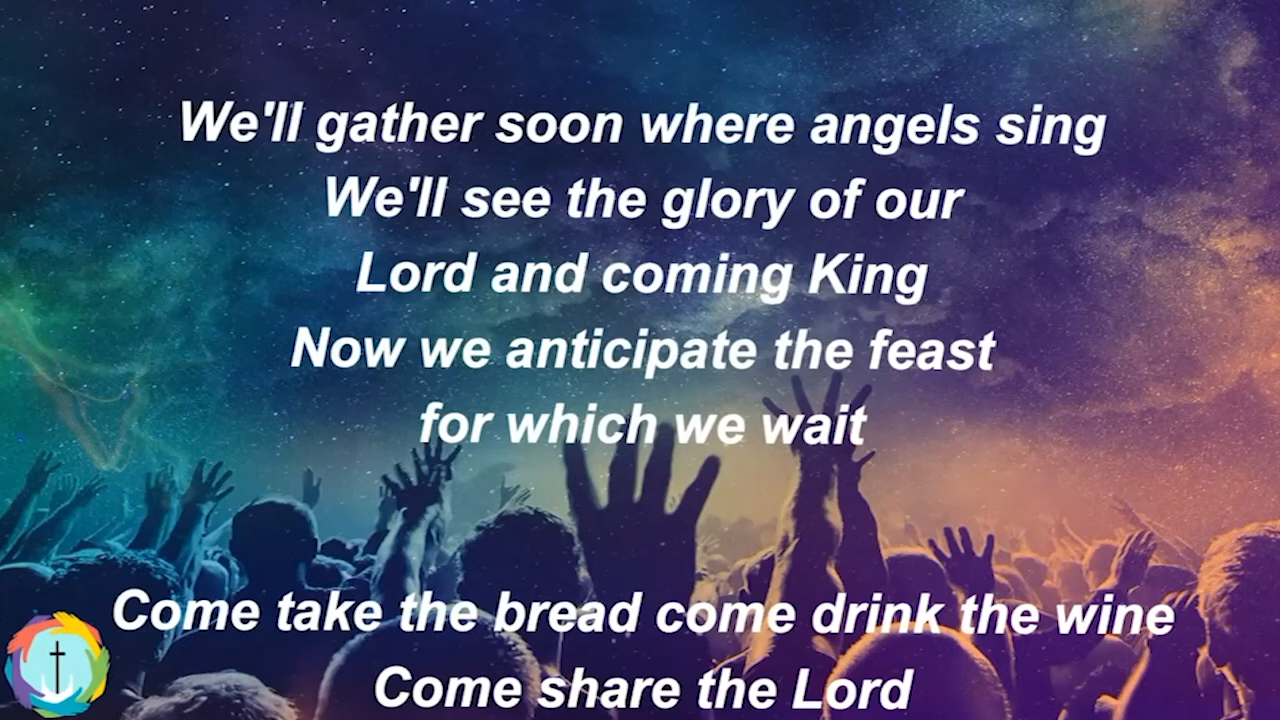 We'll gather soon where angels sing
We'll see the glory of our
Lord and coming King
Now we anticipate the feast
for which we wait
Come take the bread come drink the wine
Come share the Lord